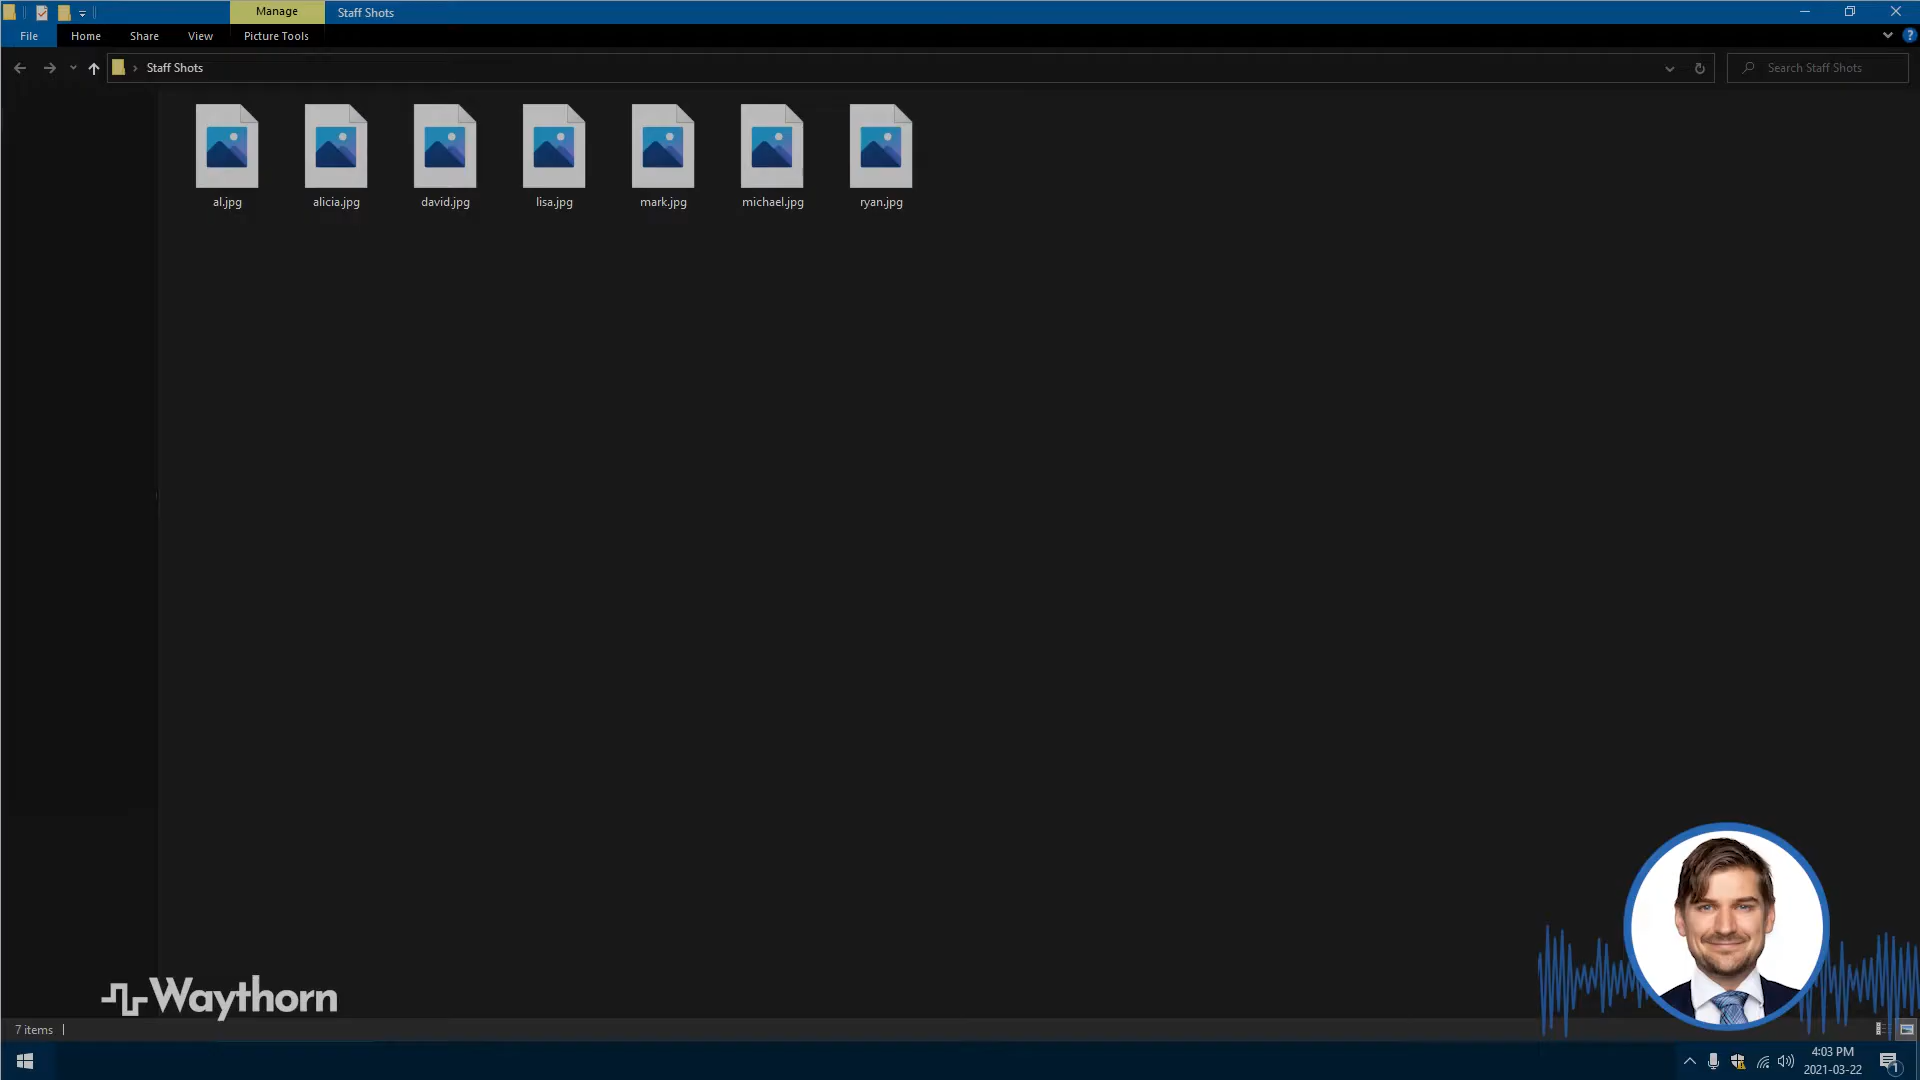 Manage
Staff Shots
File
Home
Share
View
Picture Tools
?
Staff Shots
Search Staff Shots
al.jpg
alicia.jpg
david.jpg
lisa.jpg
mark.jpg
michael.jpg
ryan.jpg
Waythorn
7 items
4:03 PM
2021-03-22
1